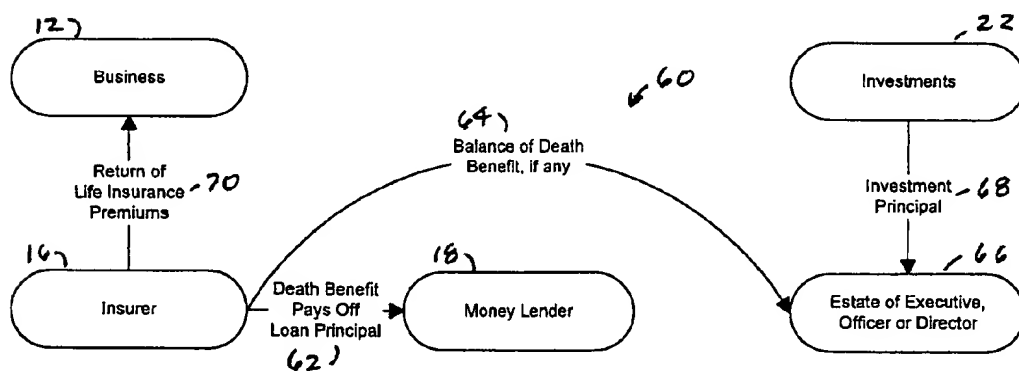 12
Business
22
Investments
60
64
Balance of Death
Benefit, if any
Return of
Life Insurance
Premiums
70
Investment
Principal
68
16
Insurer
Death Benefit
Pays Off
Loan Principal
62
18
Money Lender
66
Estate of Executive,
Officer or Director